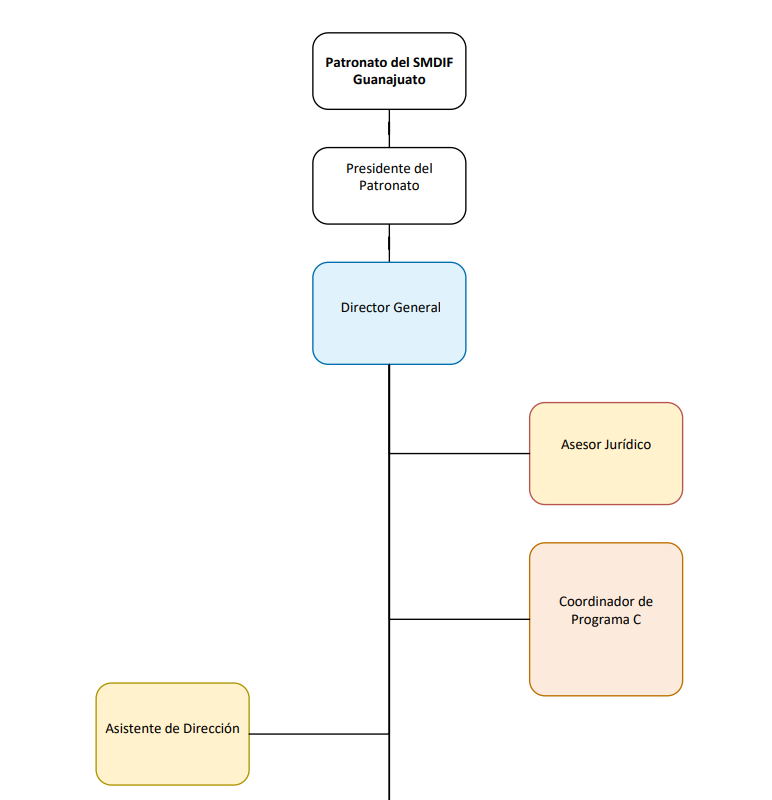 Patronato del SMDIF
Guanajuato
Presidente del
Patronato
Director General
Asesor Jurídico
Coordinador de
Programa C
Asistente de Dirección